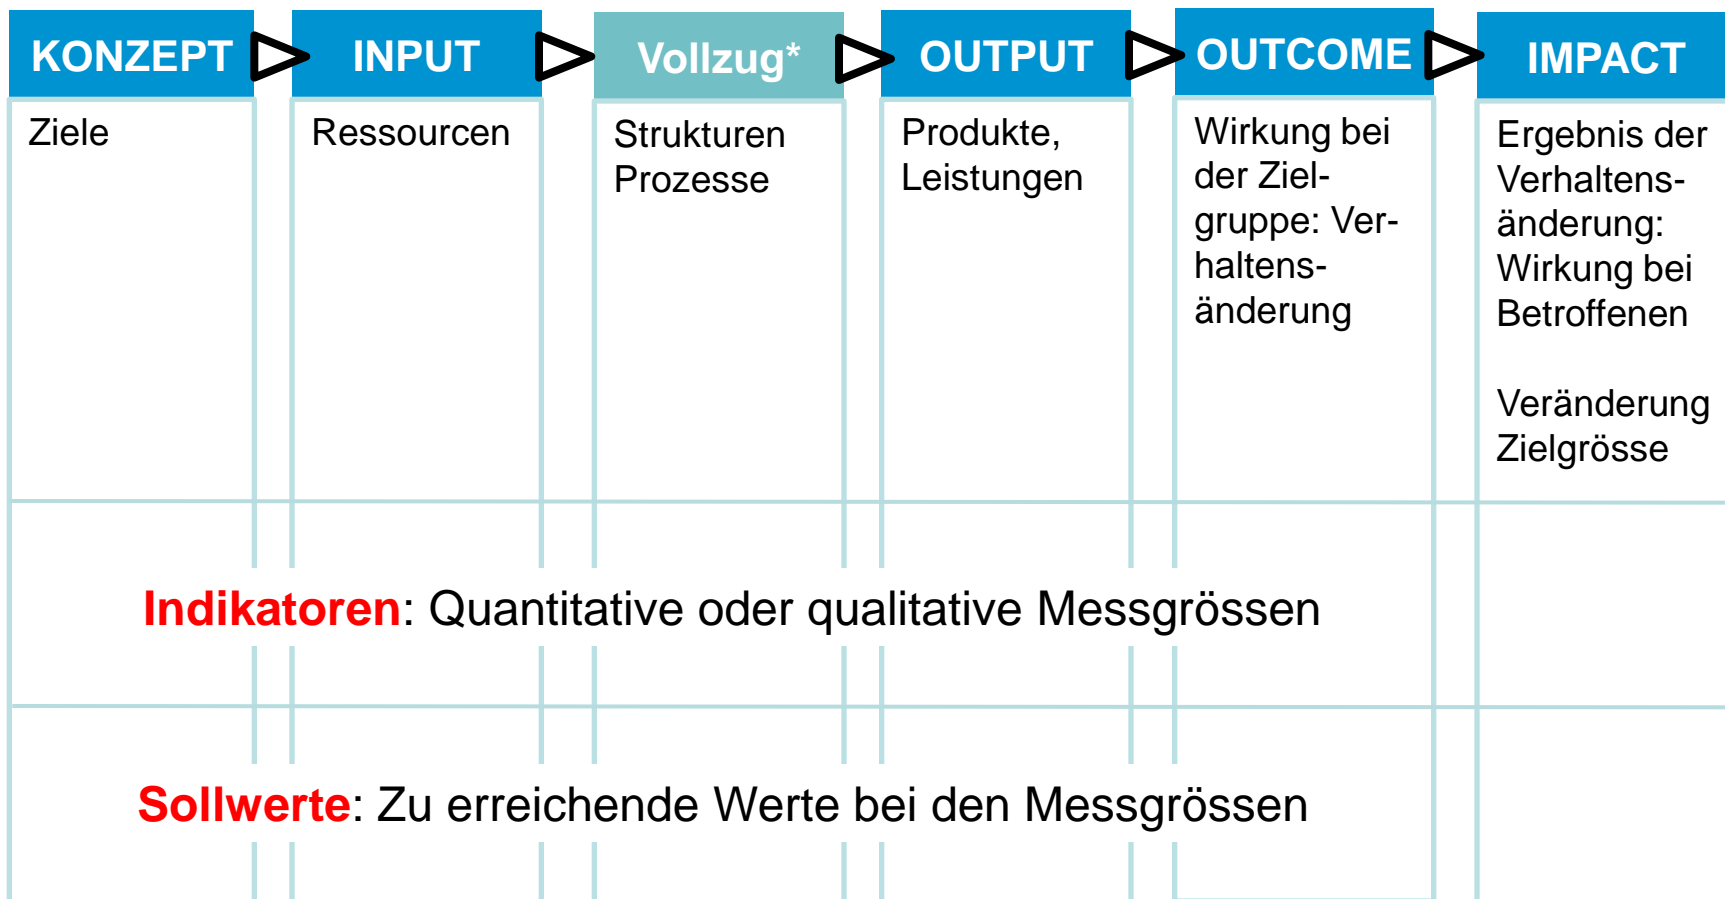 KONZEPT
INPUT
Vollzug*
OUTPUT
OUTCOME
IMPACT
Ziele
Ressourcen
Strukturen
Prozesse
Produkte,
Leistungen
Wirkung bei
der Ziel-
gruppe: Ver-
haltens-
änderung
Ergebnis der
Verhaltens-
änderung:
Wirkung bei
Betroffenen
Veränderung
Zielgrösse
Indikatoren: Quantitative oder qualitative Messgrössen
Sollwerte: Zu erreichende Werte bei den Messgrössen